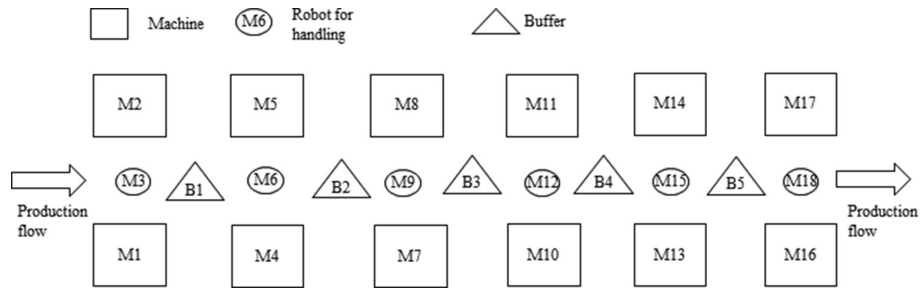 Machine
M6
Robot for
handling
Buffer
M2 M5 M8 M11 M14 M17
M3 B1 M6 B2 M9 B3 M12 B4 M15 B5 M18
Production
flow
Production
flow
M1 M4 M7 M10 M13 M16